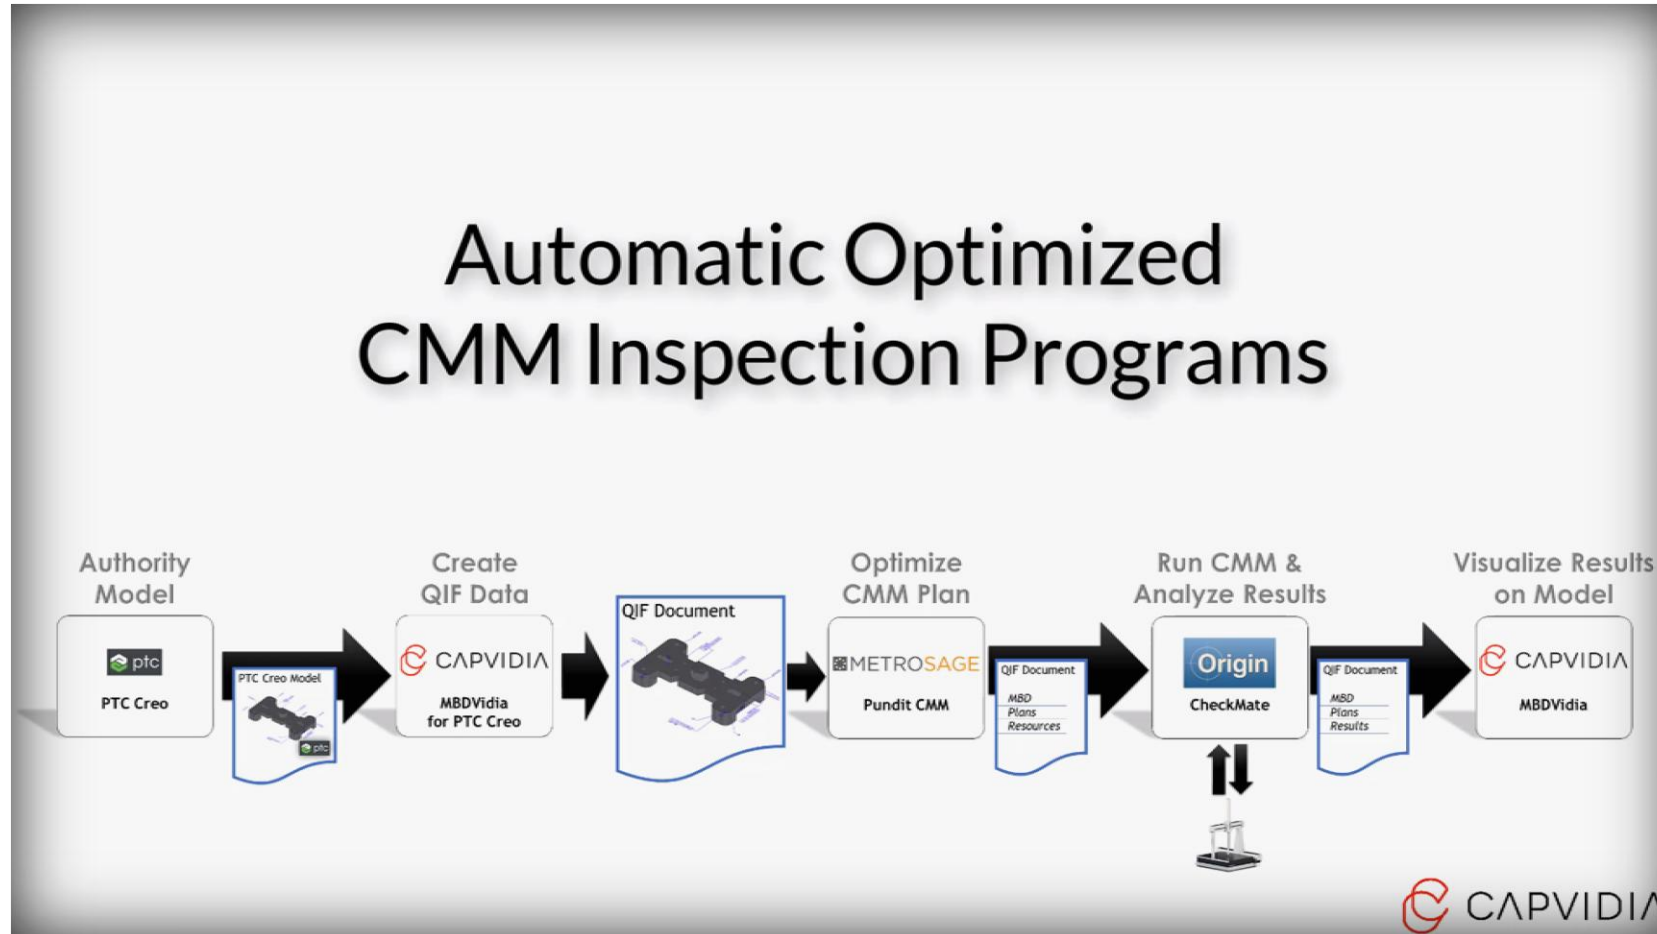 Automatic Optimized
CMM Inspection Programs
Authority
Model
ptc
PTC Creo
PTC Creo Model
ptc
Create
QIF Data
CAPVIDIA
MBDVidia
for PTC Creo
QIF Document
Optimize
CMM Plan
METROSAGE
Pundit CMM
QIF Document
MBD
Plans
Resources
Run CMM &
Analyze Results
Origin
CheckMate
QIF Document
MBD
Plans
Results
Visualize Results
on Model
CAPVIDIA
MBDVidia
CAPVIDIA